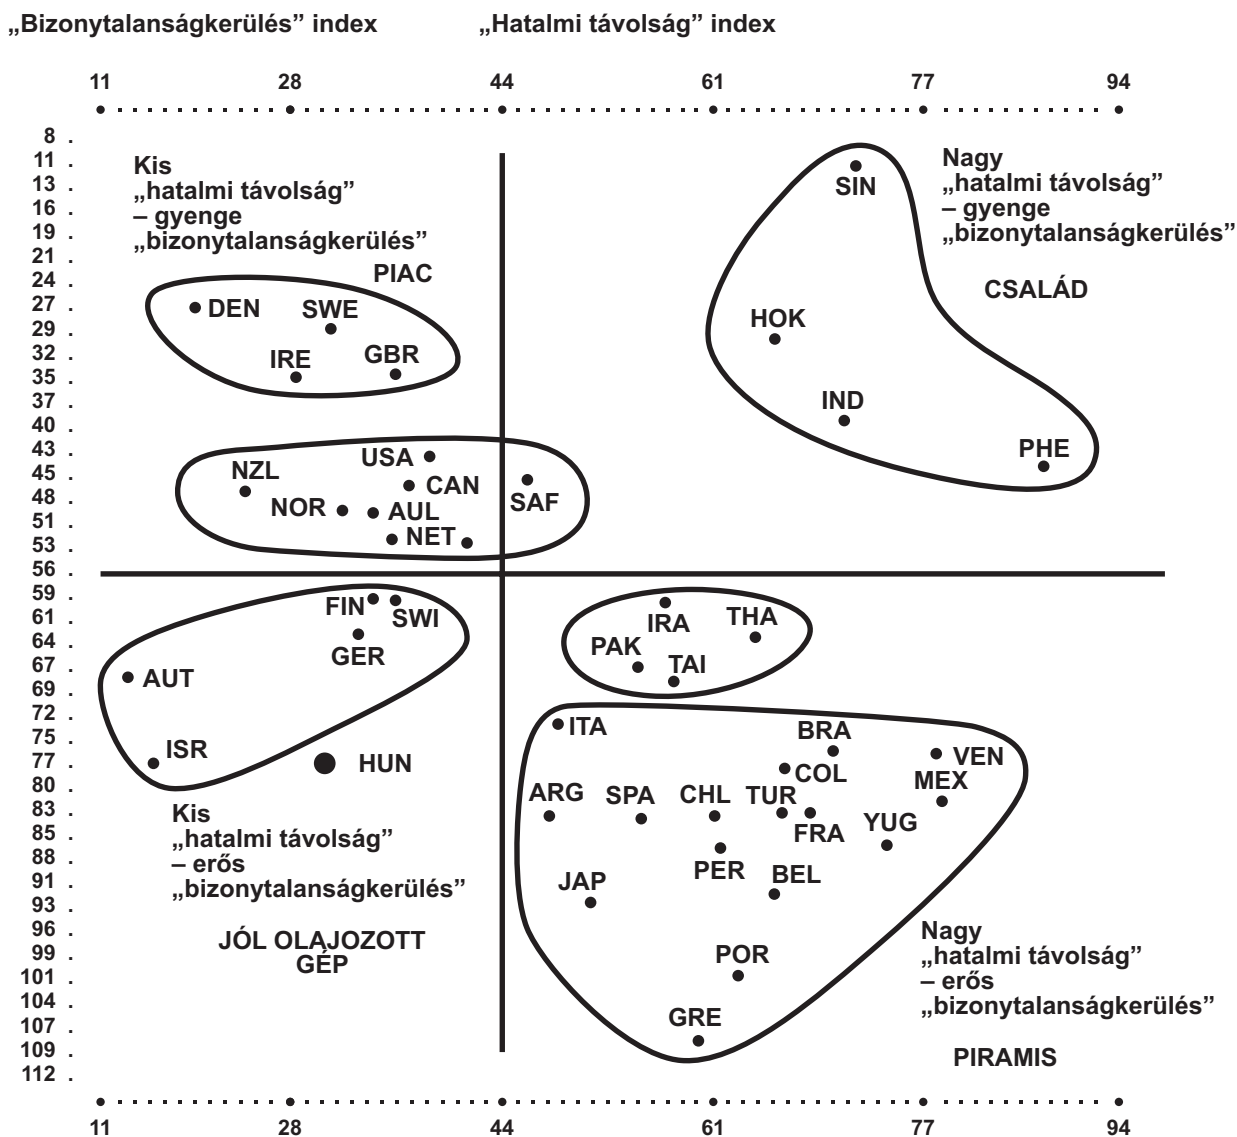 „Bizonytalanságkerülés” index
„Hatalmi távolság” index
11 28 44 61 77 94
8 .
11 .
13 .
16 .
19 .
21 .
24 .
27 .
29 .
32 .
35 .
37 .
40 .
43 .
45 .
48 .
51 .
53 .
56 .
59 .
61 .
64 .
67 .
69 .
72 .
75 .
77 .
80 .
83 .
85 .
88 .
91 .
93 .
96 .
99 .
101 .
104 .
107 .
109 .
112 .
Kis
„hatalmi távolság”
– gyenge
„bizonytalanságkerülés”
PIAC
DEN
SWE
IRE
GBR
Nagy
„hatalmi távolság”
– gyenge
„bizonytalanságkerülés”
CSALÁD
SIN
HOK
IND
PHE
USA
NZL
CAN
NOR
AUL
NET
SAF
FIN
SWI
GER
AUT
ISR
HUN
Kis
„hatalmi távolság”
– erős
„bizonytalanságkerülés”
JÓL OLAJOZOTT
GÉP
IRA
THA
PAK
TAI
ITA
BRA
VEN
COL
MEX
ARG
SPA
CHL
TUR
FRA
YUG
PER
BEL
JAP
POR
GRE
Nagy
„hatalmi távolság”
– erős
„bizonytalanságkerülés”
PIRAMIS
11 28 44 61 77 94